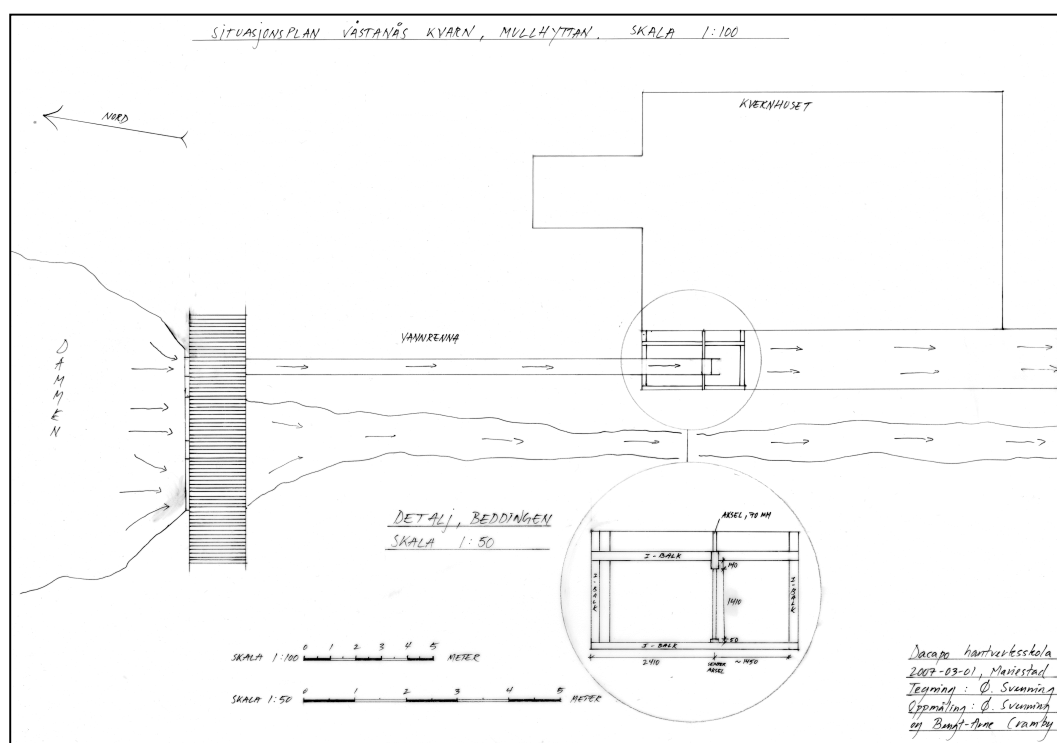 SITUASJONSPLAN VÅSTANÅS KVARN, MULLHYTTAN. SKALA 1:100
NORD
KVERNHUSET
VANNRENNA
DAMMEN
DETALJ, BEDDINGEN
SKALA 1:50
AKSEL, 70 MM
I-BALK
140
I-BALK
1410
I-BALK
50
I-BALK
2410
SENTER
AKSEL
~1450
SKALA 1:100 0 1 2 3 4 5 METER
SKALA 1:50 0 1 2 3 4 5 METER
Dacapo hantverksskola
2007-03-01, Mariestad
Tegning: Ø. Svenning
Oppmåling: Ø. Svenning
og Bengt-Arne Cramby